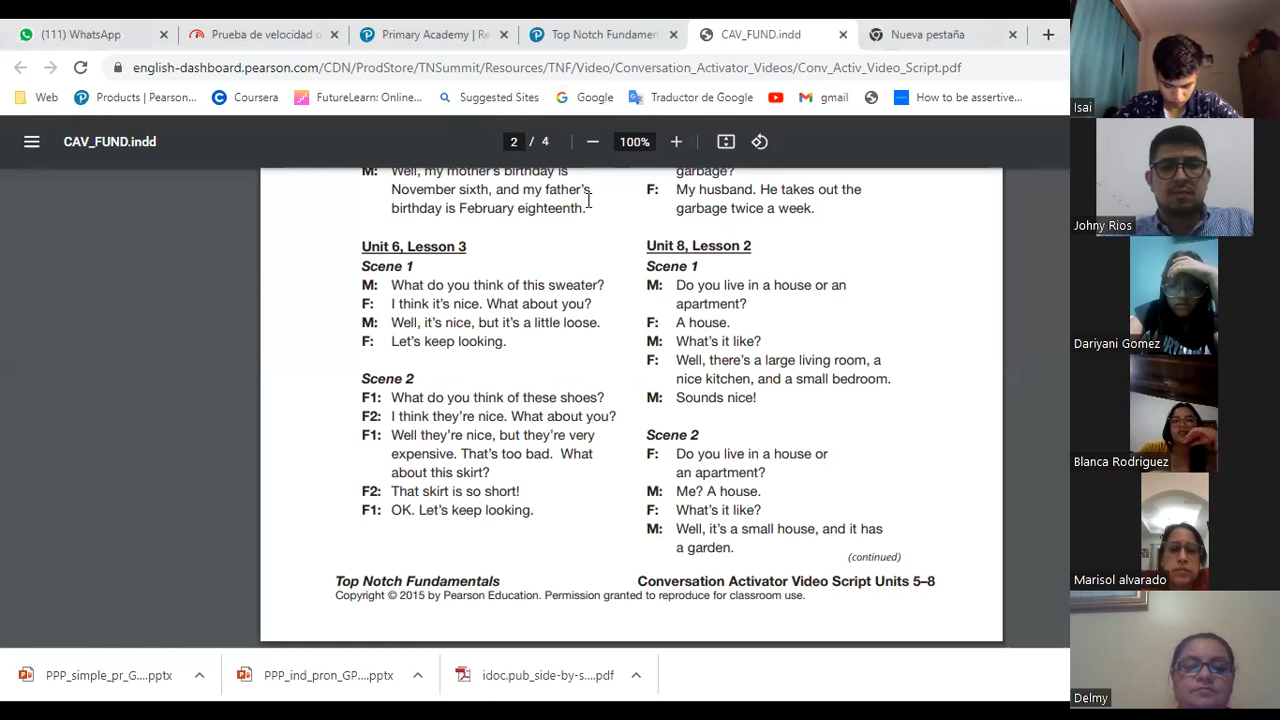 (111) WhatsApp
Prueba de velocidad
Primary Academy | Re
Top Notch Fundamen
CAV_FUND.indd
Nueva pestaña
english-dashboard.pearson.com/CDN/ProdStore/TNSummit/Resources/TNF/Video/Conversation_Activator_Videos/Conv_Activ_Video_Script.pdf
Web
Products | Pearson...
Coursera
FutureLearn: Online...
Suggested Sites
Google
Traductor de Google
gmail
How to be assertive...
CAV_FUND.indd
2 / 4
100%
M: Well, my mother's birthday is
November sixth, and my father's
birthday is February eighteenth.
Unit 6, Lesson 3
Scene 1
M: What do you think of this sweater?
F: I think it's nice. What about you?
M: Well, it's nice, but it's a little loose.
F: Let's keep looking.
Scene 2
F1: What do you think of these shoes?
F2: I think they're nice. What about you?
F1: Well they're nice, but they're very
expensive. That's too bad. What
about this skirt?
F2: That skirt is so short!
F1: OK. Let's keep looking.
garbage?
F: My husband. He takes out the
garbage twice a week.
Unit 8, Lesson 2
Scene 1
M: Do you live in a house or an
apartment?
F: A house.
M: What's it like?
F: Well, there's a large living room, a
nice kitchen, and a small bedroom.
M: Sounds nice!
Scene 2
F: Do you live in a house or
an apartment?
M: Me? A house.
F: What's it like?
M: Well, it's a small house, and it has
a garden.
(continued)
Top Notch Fundamentals
Conversation Activator Video Script Units 5–8
Copyright © 2015 by Pearson Education. Permission granted to reproduce for classroom use.
PPP_simple_pr_G....pptx
PPP_ind_pron_GP....pptx
idoc.pub_side-by-s....pdf
Isai
Johny Rios
Dariyani Gomez
Blanca Rodriguez
Marisol alvarado
Delmy